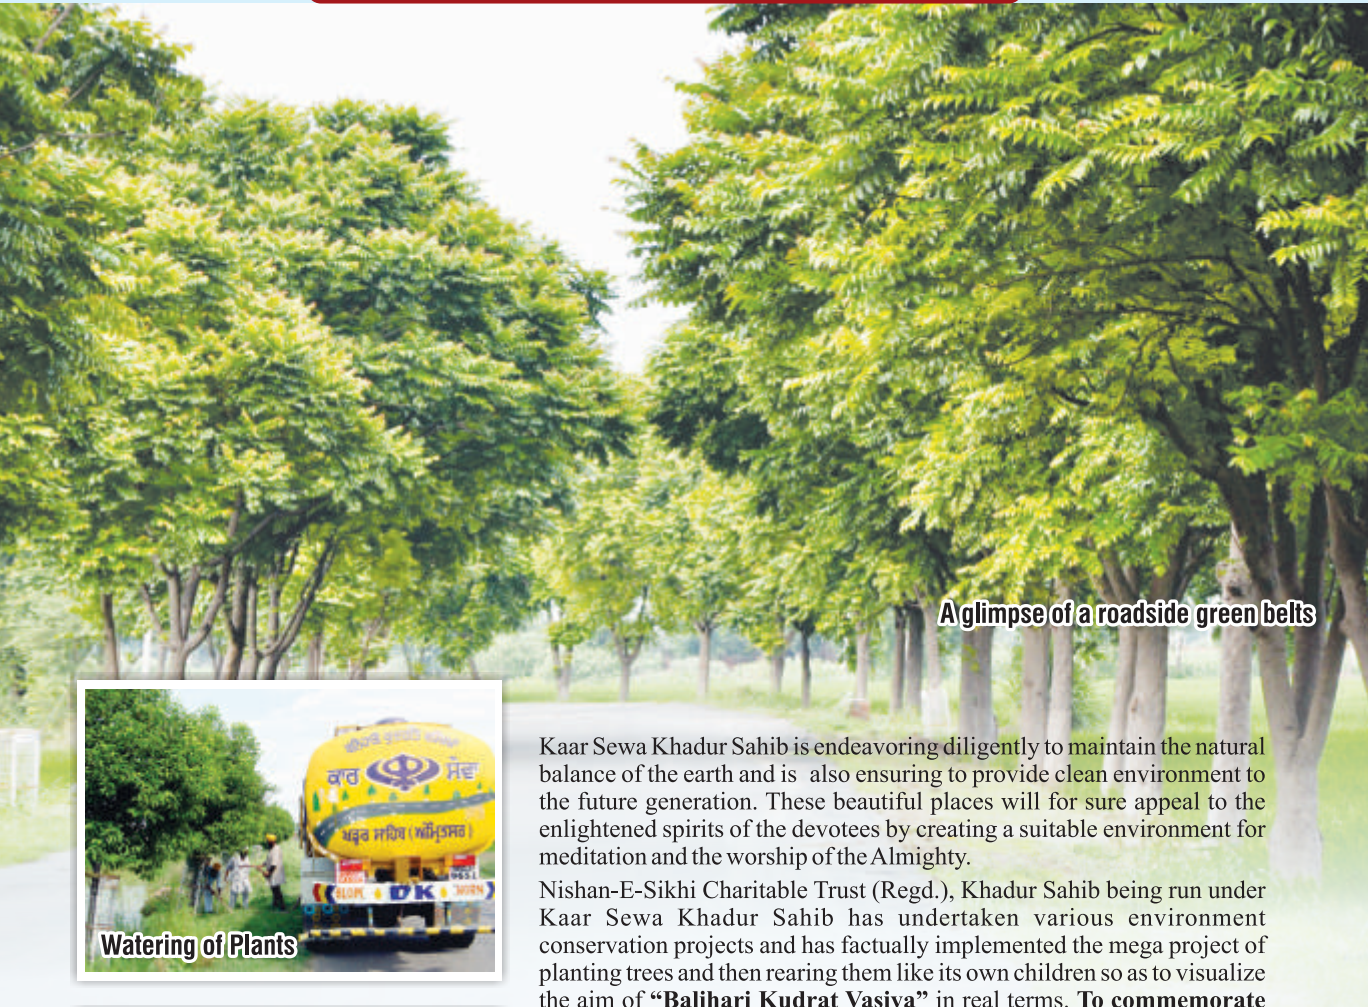 A glimpse of a roadside green belts
ਕਾਰ ਸੇਵਾ
ਖਡੂਰ ਸਾਹਿਬ (ਅੰਮ੍ਰਿਤਸਰ)
BLOW DK HORN
Watering of Plants
Kaar Sewa Khadur Sahib is endeavoring diligently to maintain the natural
balance of the earth and is also ensuring to provide clean environment to
the future generation. These beautiful places will for sure appeal to the
enlightened spirits of the devotees by creating a suitable environment for
meditation and the worship of the Almighty.
Nishan-E-Sikhi Charitable Trust (Regd.), Khadur Sahib being run under
Kaar Sewa Khadur Sahib has undertaken various environment
conservation projects and has factually implemented the mega project of
planting trees and then rearing them like its own children so as to visualize
the aim of “Balihari Kudrat Vasiya” in real terms. To commemorate